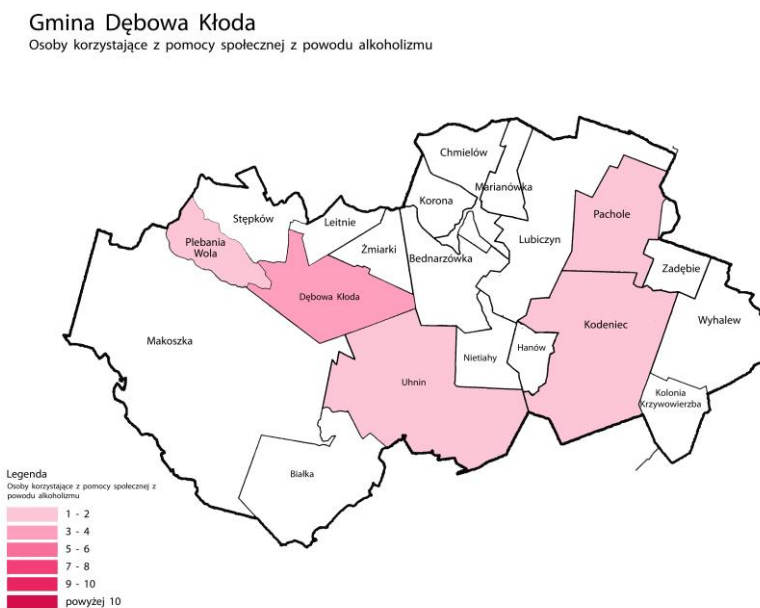 Gmina Dębowa Kłoda
Osoby korzystające z pomocy społecznej z powodu alkoholizmu
Chmielów
Marianówka
Korona
Pachole
Stępków
Leitnie
Plebania
Wola
Żmiarki
Lubiczyn
Bednarzówka
Zadębie
Dębowa Kłoda
Wyhalew
Kodeniec
Makoszka
Hanów
Nietiahy
Uhnin
Kolonia
Krzywowierzba
Białka
Legenda
Osoby korzystające z pomocy społecznej z
powodu alkoholizmu
1 - 2
3 - 4
5 - 6
7 - 8
9 - 10
powyżej 10